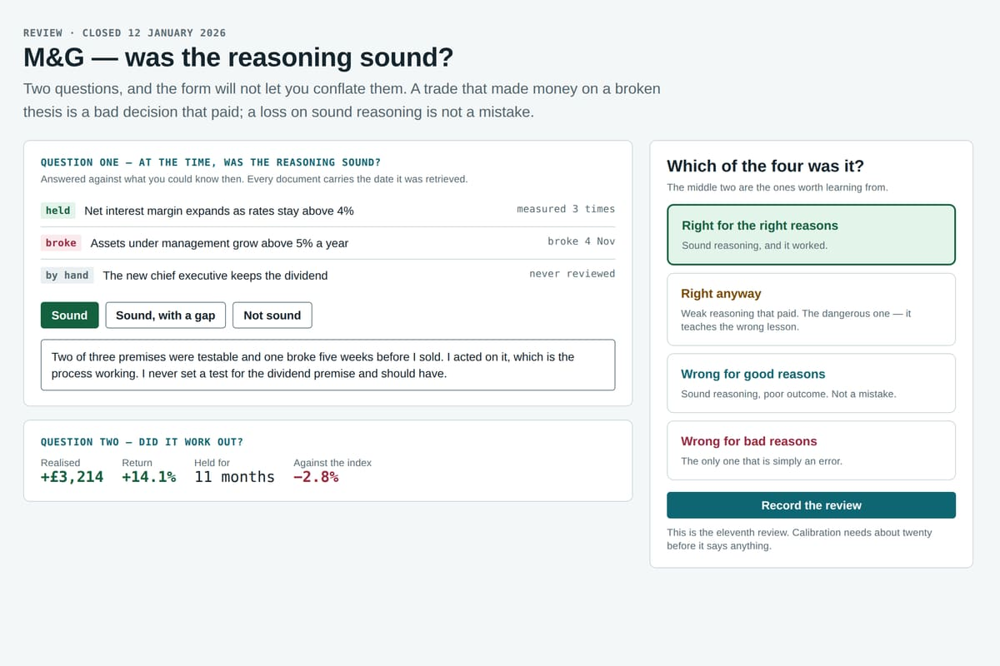 REVIEW · CLOSED 12 JANUARY 2026
M&G — was the reasoning sound?
Two questions, and the form will not let you conflate them. A trade that made money on a broken
thesis is a bad decision that paid; a loss on sound reasoning is not a mistake.
QUESTION ONE — AT THE TIME, WAS THE REASONING SOUND?
Answered against what you could know then. Every document carries the date it was retrieved.
held Net interest margin expands as rates stay above 4% measured 3 times
broke Assets under management grow above 5% a year broke 4 Nov
by hand The new chief executive keeps the dividend never reviewed
Sound Sound, with a gap Not sound
Two of three premises were testable and one broke five weeks before I sold. I acted on it, which is the
process working. I never set a test for the dividend premise and should have.
QUESTION TWO — DID IT WORK OUT?
Realised Return Held for Against the index
+£3,214 +14.1% 11 months −2.8%
Which of the four was it?
The middle two are the ones worth learning from.
Right for the right reasons
Sound reasoning, and it worked.
Right anyway
Weak reasoning that paid. The dangerous one — it
teaches the wrong lesson.
Wrong for good reasons
Sound reasoning, poor outcome. Not a mistake.
Wrong for bad reasons
The only one that is simply an error.
Record the review
This is the eleventh review. Calibration needs about twenty
before it says anything.